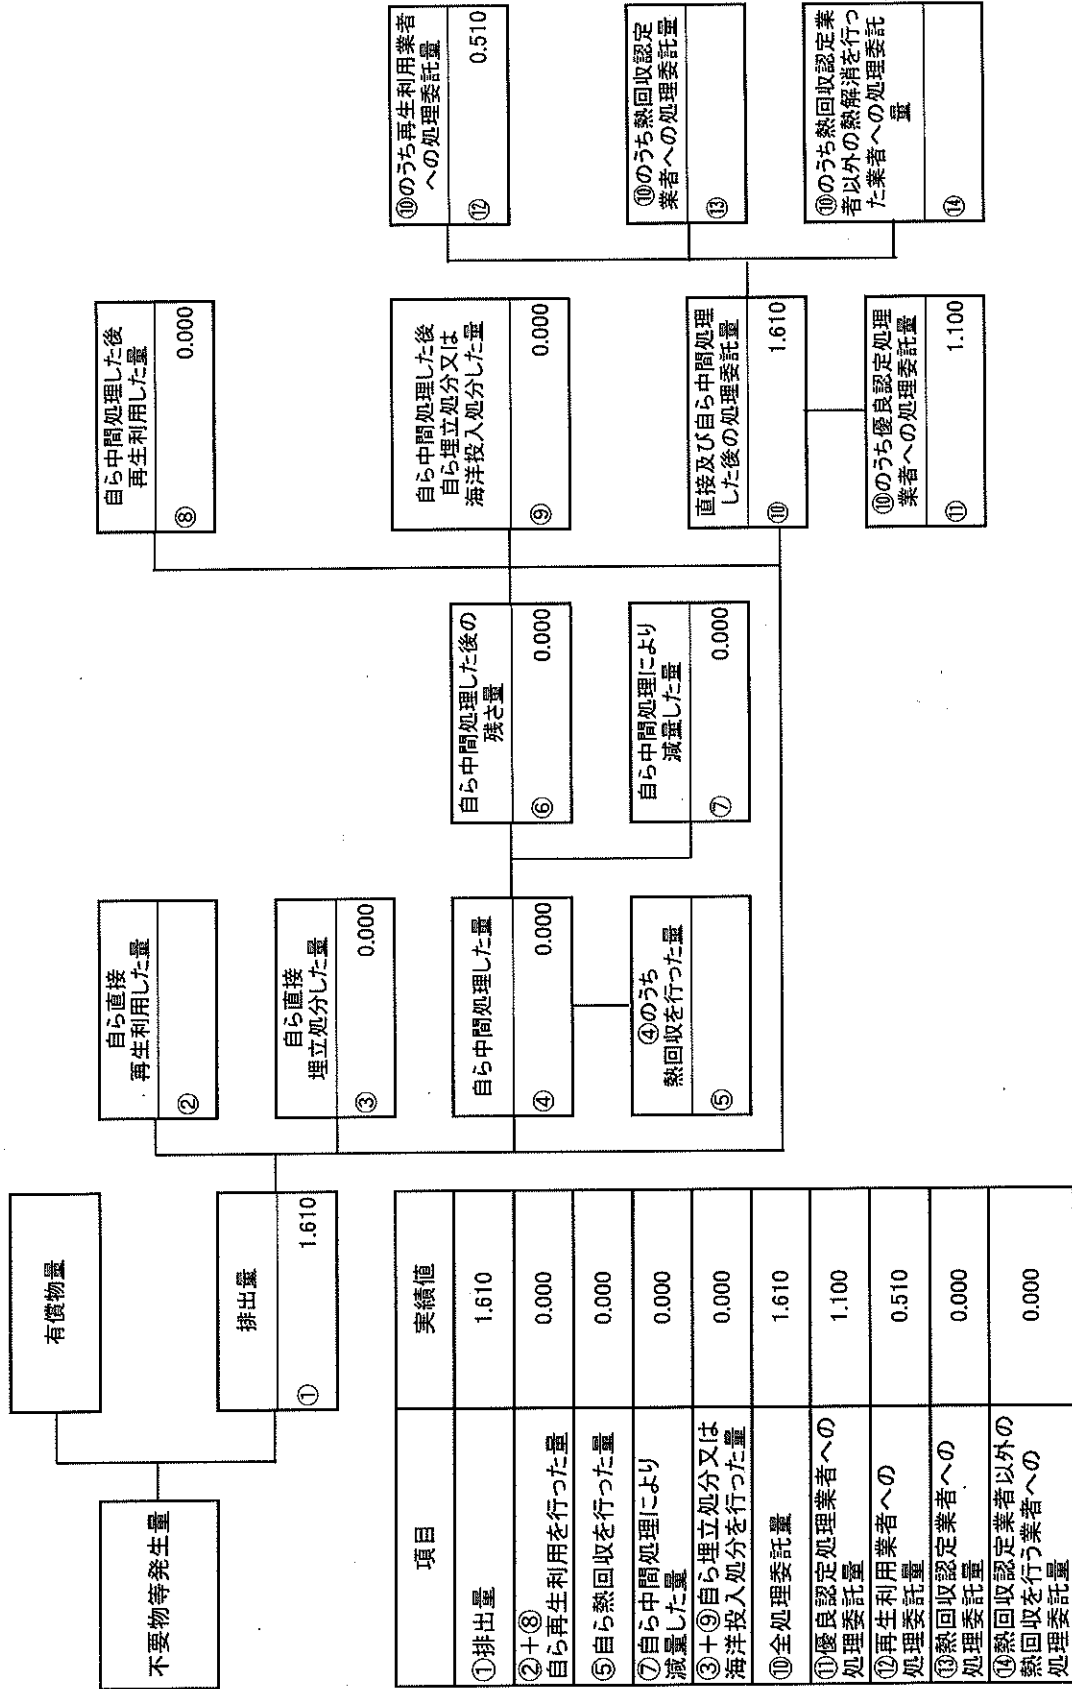 不要物等発生量
有償物量
排出量
① 1.610
自ら直接
再生利用した量
②
自ら直接
埋立処分した量
③ 0.000
自ら中間処理した量
④ 0.000
④のうち
熱回収を行った量
⑤
自ら中間処理した後の
残さ量
⑥ 0.000
自ら中間処理により
減量した量
⑦ 0.000
自ら中間処理した後
再生利用した量
⑧ 0.000
自ら中間処理した後
自ら埋立処分又は
海洋投入処分した量
⑨ 0.000
直接及び自ら中間処理
した後の処理委託量
⑩ 1.610
⑩のうち優良認定処理
業者への処理委託量
⑪ 1.100
⑩のうち再生利用業者
への処理委託量
⑫ 0.510
⑩のうち熱回収認定
業者への処理委託量
⑬
⑩のうち熱回収認定業
者以外の熱解消を行っ
た業者への処理委託
量
⑭
項目 実績値
①排出量 1.610
②+⑧
自ら再生利用を行った量 0.000
⑤自ら熱回収を行った量 0.000
⑦自ら中間処理により
減量した量 0.000
③+⑨自ら埋立処分又は
海洋投入処分を行った量 0.000
⑩全処理委託量 1.610
⑪優良認定処理業者への
処理委託量 1.100
⑫再生利用業者への
処理委託量 0.510
⑬熱回収認定業者への
処理委託量 0.000
⑭熱回収認定業者以外の
熱回収を行う業者への
処理委託量 0.000